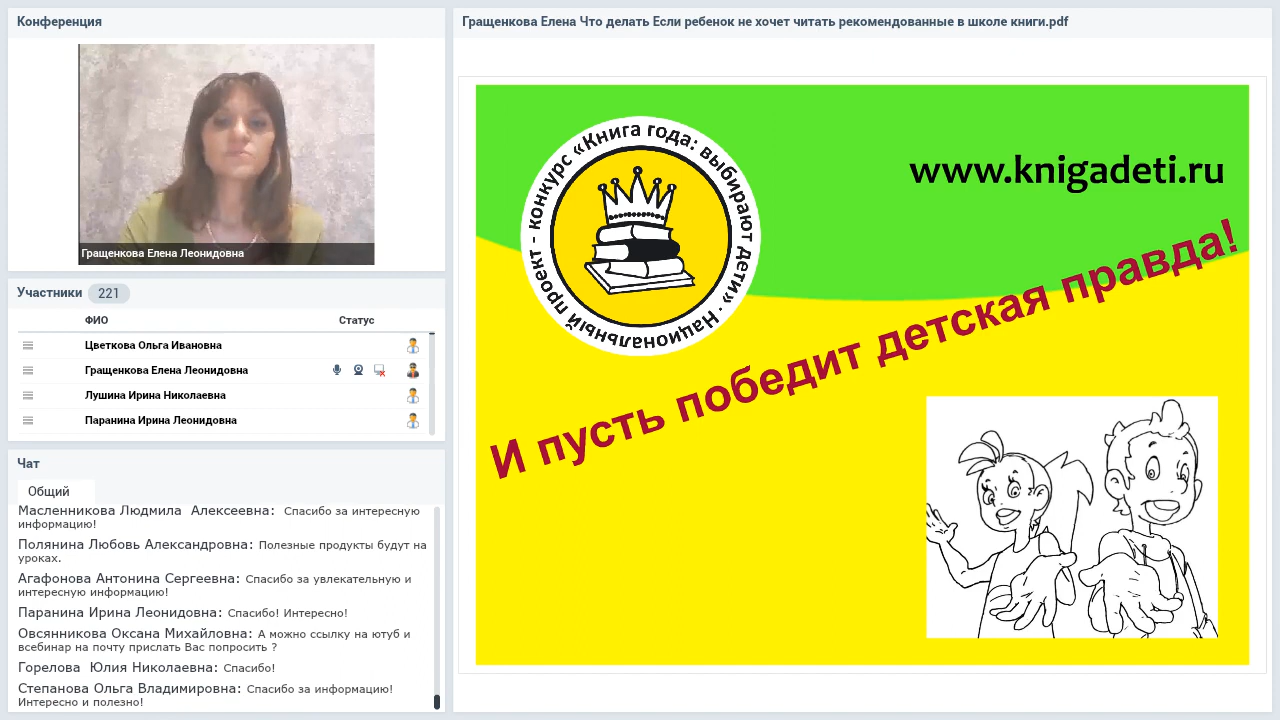 Конференция
Гращенкова Елена Леонидовна
Участники 221
ФИО Статус
Цветкова Ольга Ивановна
Гращенкова Елена Леонидовна
Лушина Ирина Николаевна
Паранина Ирина Леонидовна
Чат
Общий
Масленникова Людмила Алексеевна: Спасибо за интересную
информацию!
Полянина Любовь Александровна: Полезные продукты будут на
уроках.
Агафонова Антонина Сергеевна: Спасибо за увлекательную и
интересную информацию!
Паранина Ирина Леонидовна: Спасибо! Интересно!
Овсянникова Оксана Михайловна: А можно ссылку на ютуб и
всебинар на почту прислать Вас попросить ?
Горелова Юлия Николаевна: Спасибо!
Степанова Ольга Владимировна: Спасибо за информацию!
Интересно и полезно!
Гращенкова Елена Что делать Если ребенок не хочет читать рекомендованные в школе книги.pdf
Национальный проект - конкурс «Книга года: выбирают дети» ·
www.knigadeti.ru
И пусть победит детская правда!